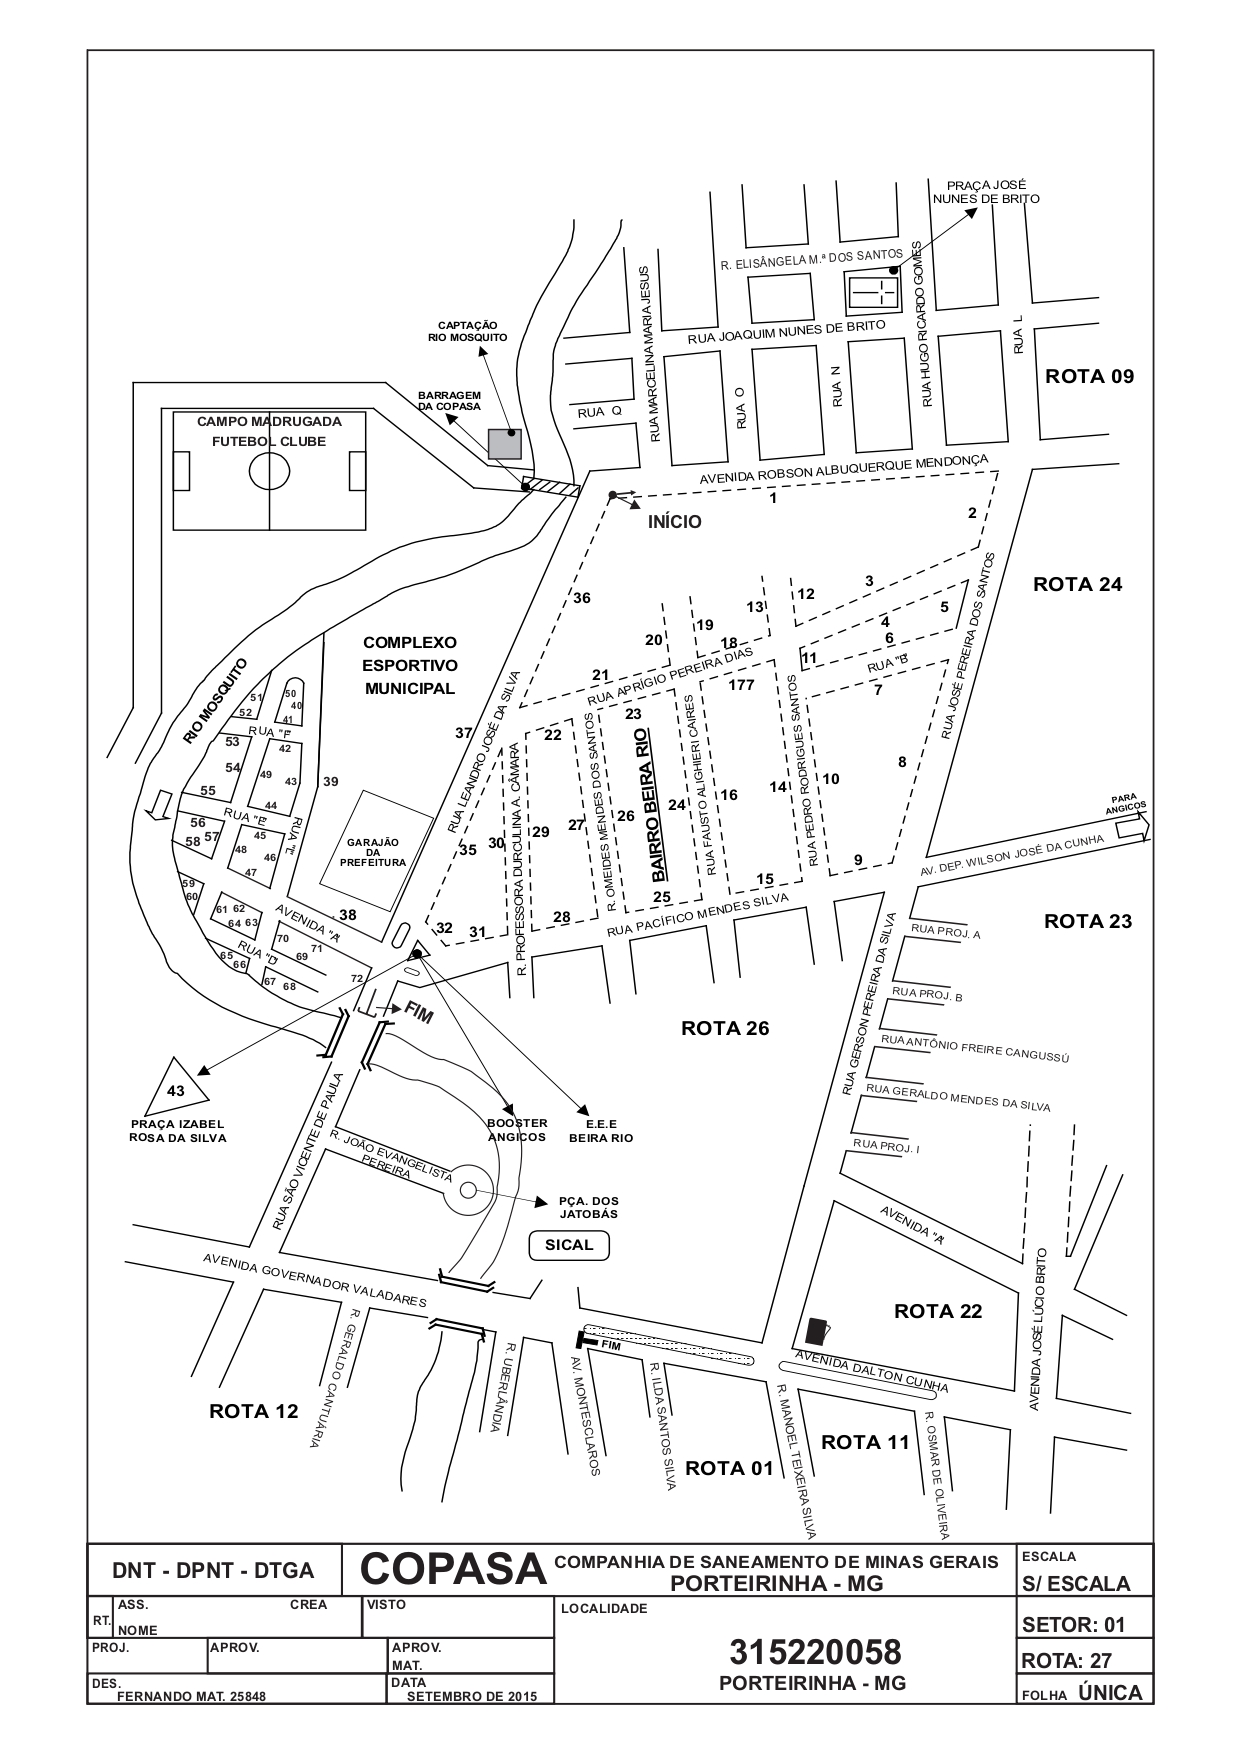 PRAÇA JOSÉ
NUNES DE BRITO
R. ELISÂNGELA M.ª DOS SANTOS
RUA MARCELINA MARIA JESUS
RUA HUGO RICARDO GOMES
CAPTAÇÃO
RIO MOSQUITO
RUA JOAQUIM NUNES DE BRITO
RUA L
ROTA 09
RUA N
RUA O
RUA Q
BARRAGEM
DA COPASA
CAMPO MADRUGADA
FUTEBOL CLUBE
AVENIDA ROBSON ALBUQUERQUE MENDONÇA
1
2
INÍCIO
ROTA 24
3
36
12
13
5
4
19
6
20
18
11
COMPLEXO
ESPORTIVO
MUNICIPAL
RUA APRÍGIO PEREIRA DIAS
RUA "B"
RUA JOSÉ PEREIRA DOS SANTOS
21
177
7
RIO MOSQUITO
51
50
40
52
41
23
RUA LEANDRO JOSÉ DA SILVA
37
22
RUA "F"
53
42
54
49
43
39
55
44
8
10
14
16
24
26
BAIRRO BEIRA RIO
RUA PEDRO RODRIGUES SANTOS
RUA FAUSTO ALIGHIERI CAIRES
R. OMEIDES MENDES DOS SANTOS
R. PROFESSORA DURCULINA A. CÂMARA
27
29
30
35
PARA
ANGICOS
RUA "E"
RUA "L"
56
57
58
45
48
46
47
GARAJÃO
DA
PREFEITURA
9
AV. DEP. WILSON JOSÉ DA CUNHA
15
25
59
60
61
62
64
63
AVENIDA "A"
38
28
32
31
RUA PACÍFICO MENDES SILVA
ROTA 23
RUA "D"
65
66
70
71
69
67
68
72
RUA PROJ. A
ROTA 26
FIM
RUA PROJ. B
RUA GERSON PEREIRA DA SILVA
RUA ANTÔNIO FREIRE CANGUSSÚ
43
RUA GERALDO MENDES DA SILVA
PRAÇA IZABEL
ROSA DA SILVA
BOOSTER
ANGICOS
E.E.E
BEIRA RIO
RUA SÃO VICENTE DE PAULA
R. JOÃO EVANGELISTA
PEREIRA
RUA PROJ. I
PÇA. DOS
JATOBÁS
SICAL
AVENIDA "A"
AVENIDA GOVERNADOR VALADARES
AVENIDA JOSÉ LÚCIO BRITO
ROTA 22
FIM
AVENIDA DALTON CUNHA
R. GERALDO CANTUÁRIA
R. UBERLÂNDIA
AV. MONTESCLAROS
R. ILDA SANTOS SILVA
R. MANOEL TEIXEIRA SILVA
R. OSMAR DE OLIVEIRA
ROTA 12
ROTA 01
ROTA 11
DNT - DPNT - DTGA
COPASA
COMPANHIA DE SANEAMENTO DE MINAS GERAIS
PORTEIRINHA - MG
ESCALA
S/ ESCALA
RT.
ASS.
CREA
NOME
VISTO
LOCALIDADE
315220058
PORTEIRINHA - MG
SETOR: 01
PROJ.
APROV.
APROV.
MAT.
ROTA: 27
DES.
FERNANDO MAT. 25848
DATA
SETEMBRO DE 2015
FOLHA ÚNICA